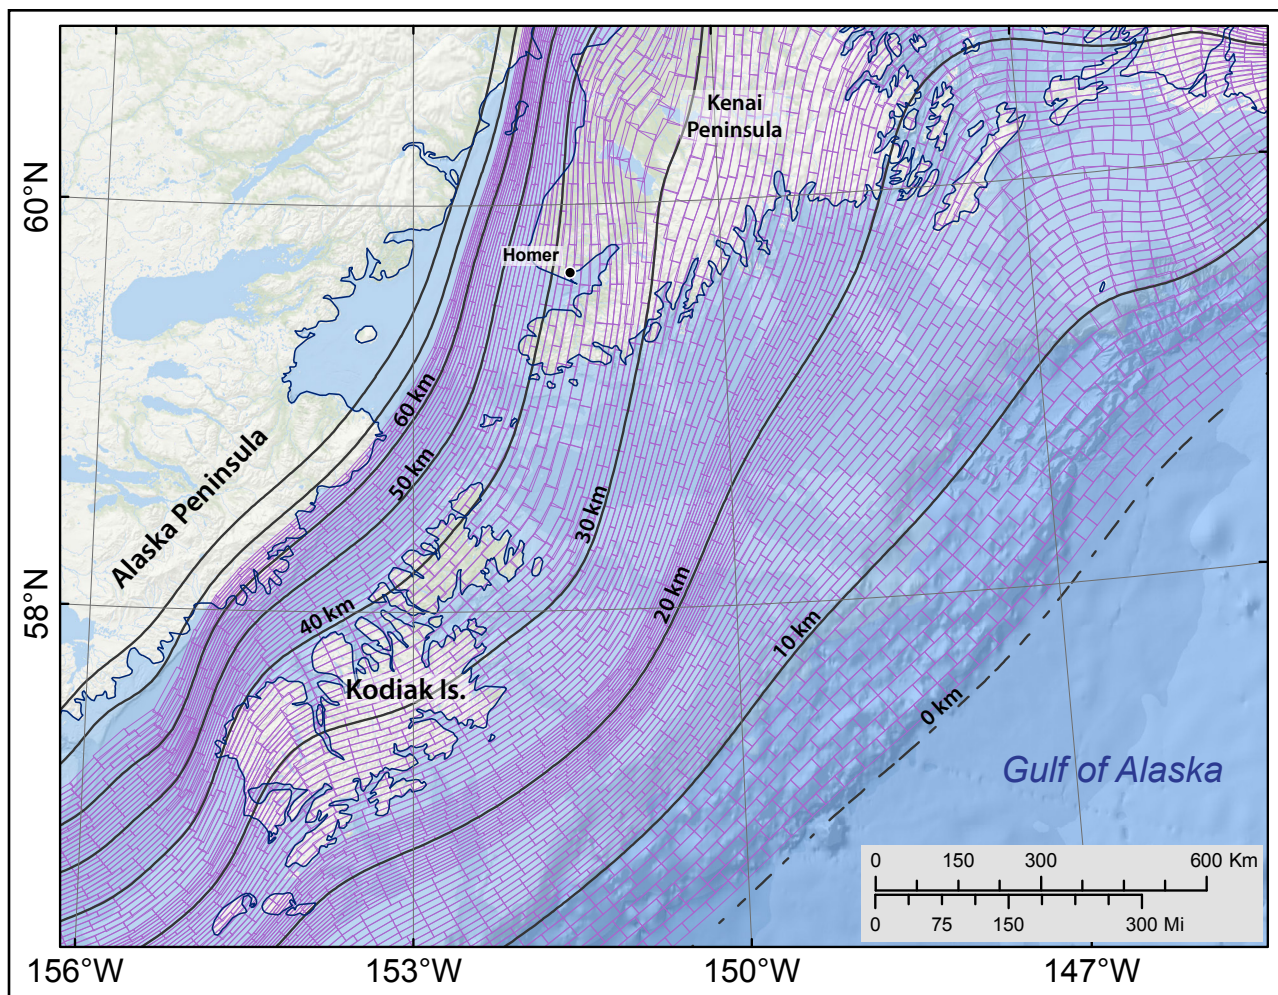 Kenai
Peninsula
60°N
Homer
60 km
50 km
Alaska Peninsula
30 km
20 km
40 km
58°N
10 km
Kodiak Is.
0 km
Gulf of Alaska
0 150 300 600 Km
0 75 150 300 Mi
156°W 153°W 150°W 147°W